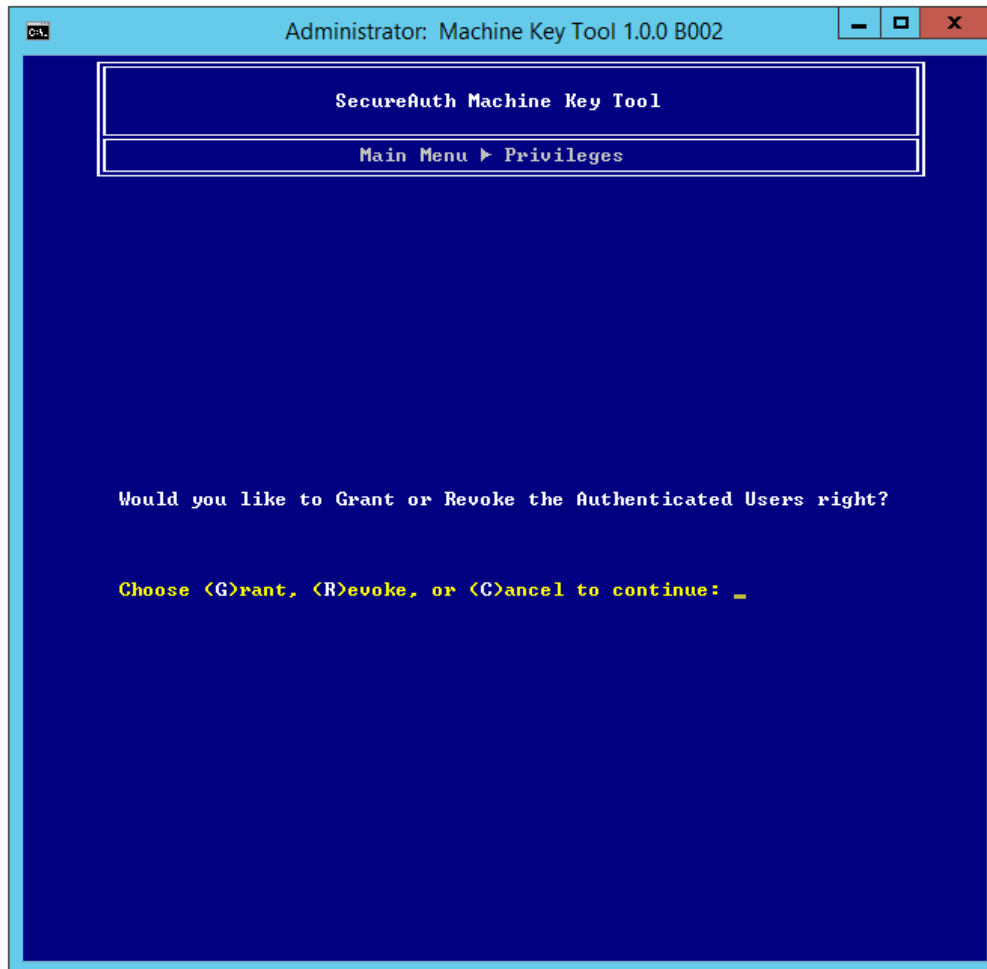 Administrator: Machine Key Tool 1.0.0 B002
SecureAuth Machine Key Tool
Main Menu ► Privileges
Would you like to Grant or Revoke the Authenticated Users right?
Choose (G)rant, (R)evoke, or (C)ancel to continue: _